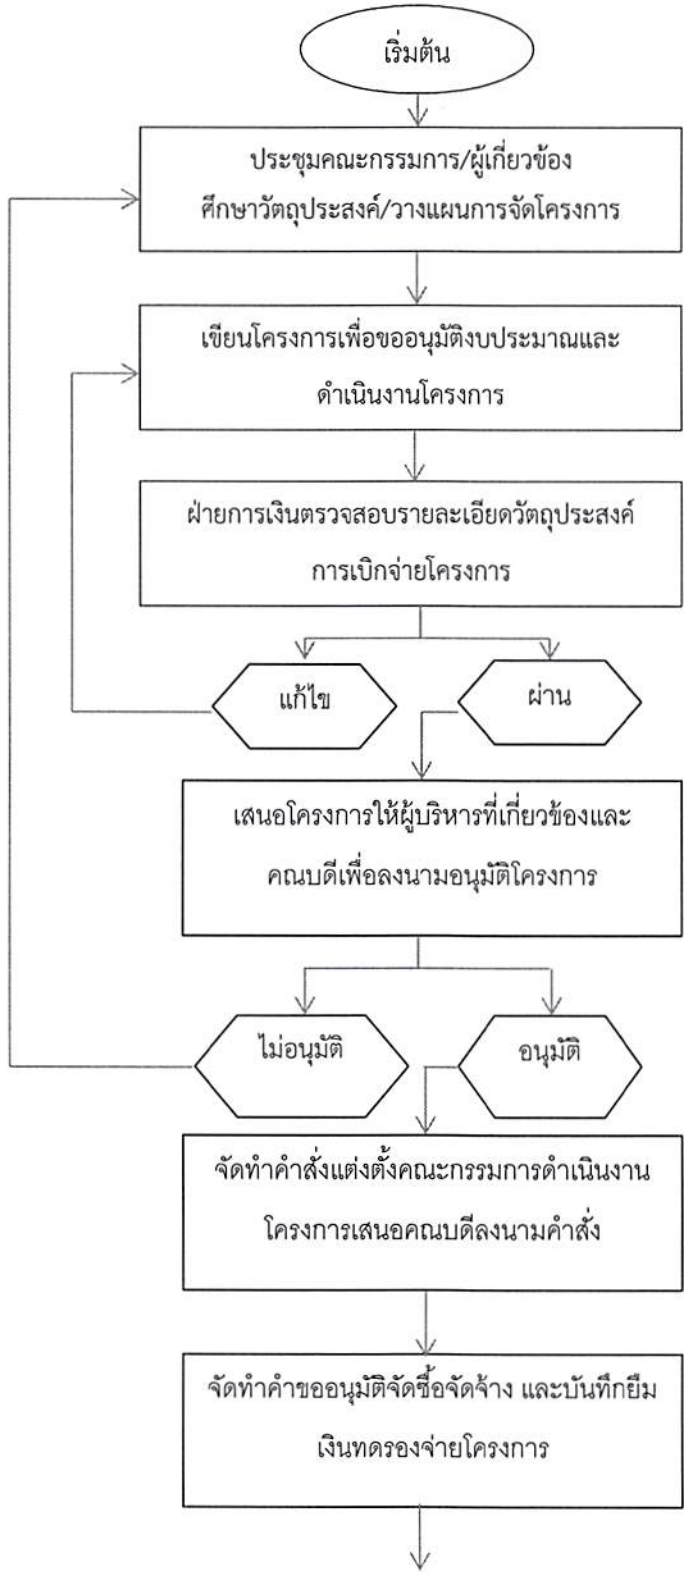 เริ่มต้น
ประชุมคณะกรรมการ/ผู้เกี่ยวข้อง
ศึกษาวัตถุประสงค์/วางแผนการจัดโครงการ
เขียนโครงการเพื่อขออนุมัติงบประมาณและ
ดำเนินงานโครงการ
ฝ่ายการเงินตรวจสอบรายละเอียดวัตถุประสงค์
การเบิกจ่ายโครงการ
แก้ไข
ผ่าน
เสนอโครงการให้ผู้บริหารที่เกี่ยวข้องและ
คณบดีเพื่อลงนามอนุมัติโครงการ
ไม่อนุมัติ
อนุมัติ
จัดทำคำสั่งแต่งตั้งคณะกรรมการดำเนินงาน
โครงการเสนอคณบดีลงนามคำสั่ง
จัดทำคำขออนุมัติจัดซื้อจัดจ้าง และบันทึกยืม
เงินทดรองจ่ายโครงการ